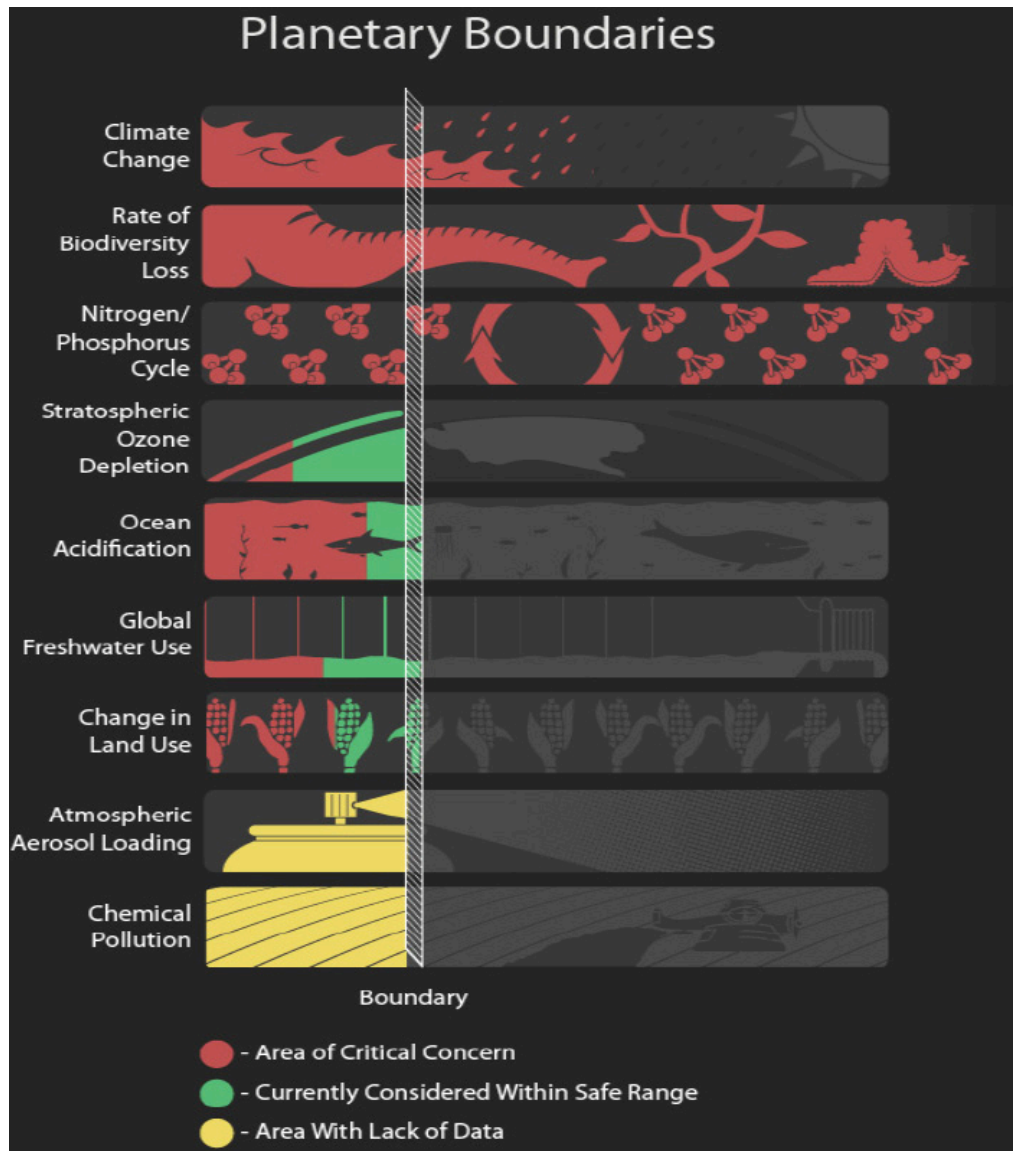 Planetary Boundaries
Climate
Change
Rate of
Biodiversity
Loss
Nitrogen/
Phosphorus
Cycle
Stratospheric
Ozone
Depletion
Ocean
Acidification
Global
Freshwater Use
Change in
Land Use
Atmospheric
Aerosol Loading
Chemical
Pollution
Boundary
- Area of Critical Concern
- Currently Considered Within Safe Range
- Area With Lack of Data